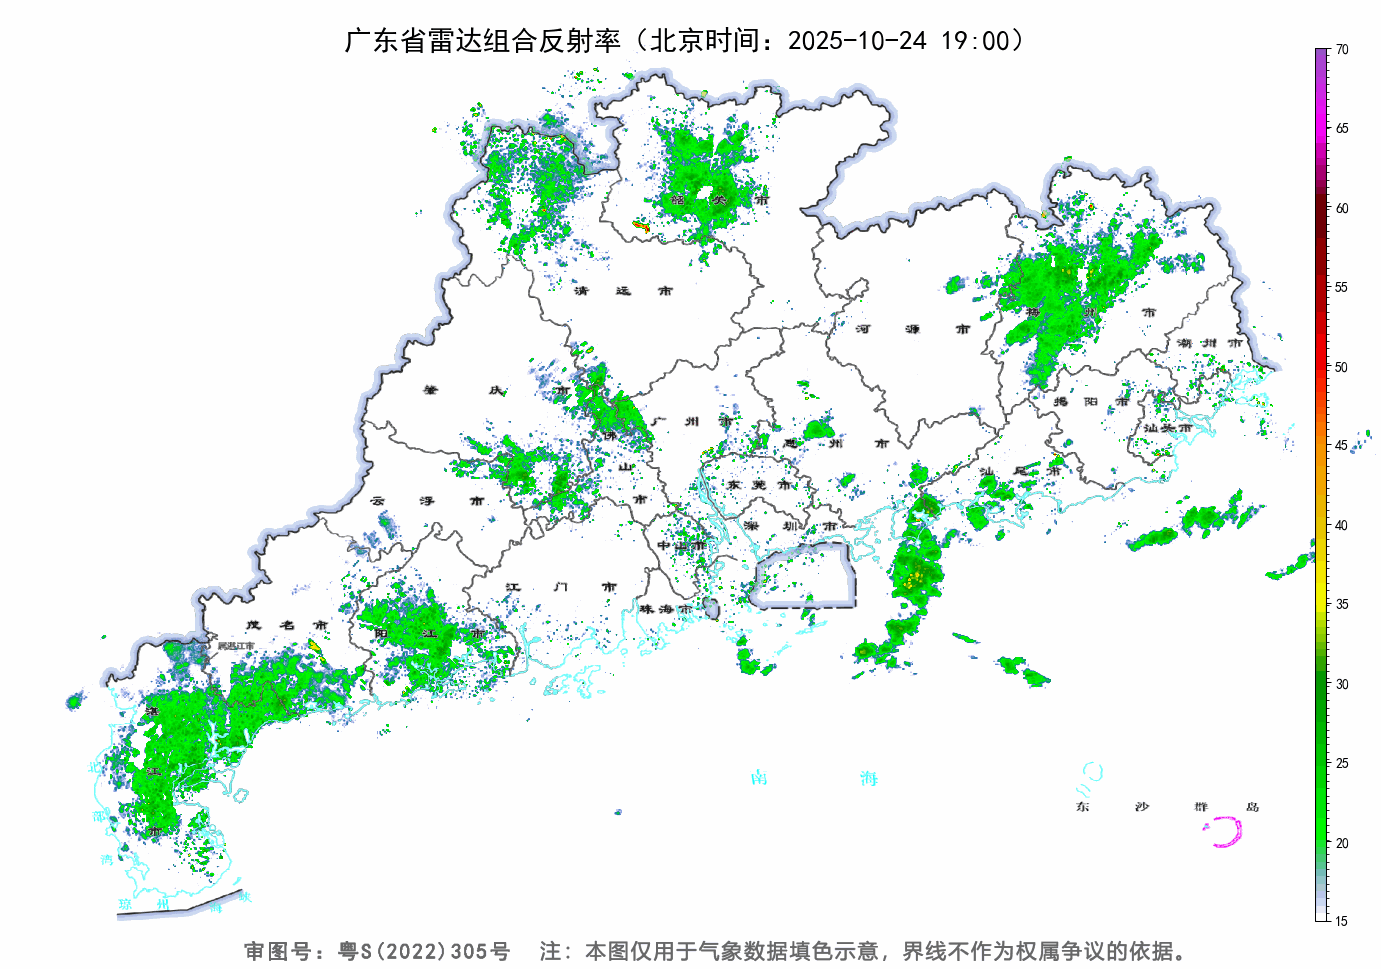 广东省雷达组合反射率（北京时间：2025-10-24 19:00）
70
65
60
55
50
45
40
35
30
25
20
15
韶关市
清远市
河源市
梅州市
潮州市
肇庆市
广州市
揭阳市
佛山市
惠州市
汕头市
云浮市
东莞市
汕尾市
深圳市
中山市
江门市
珠海市
茂名市
阳江市
属湛江市
湛江市
北部湾
南海
东沙群岛
琼州海峡
审图号：粤S(2022)305号 注：本图仅用于气象数据填色示意，界线不作为权属争议的依据。